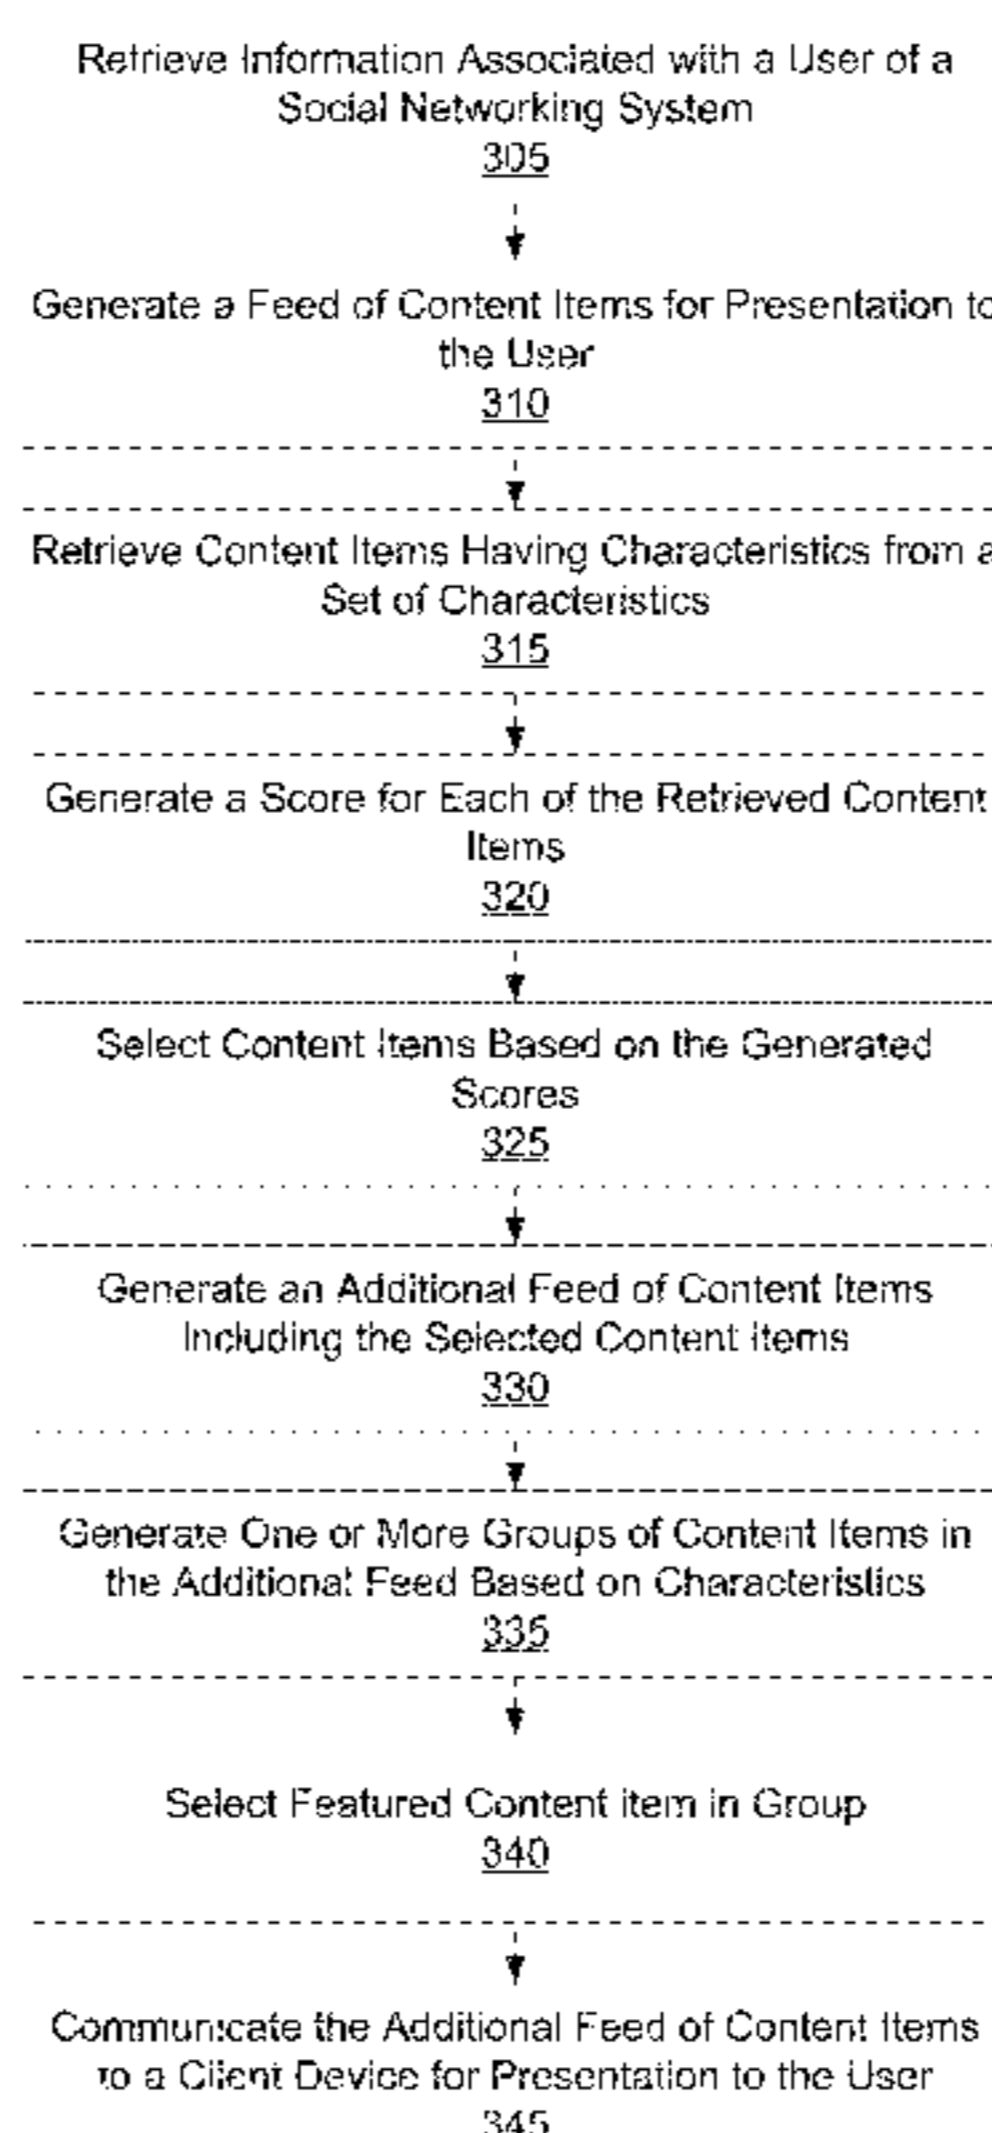 Retrieve Information Associated with a User of a
Social Networking System
305
Generate a Feed of Content Items for Presentation to
the User
310
Retrieve Content Items Having Characteristics from a
Set of Characteristics
315
Generate a Score for Each of the Retrieved Content
Items
320
Select Content Items Based on the Generated
Scores
325
Generate an Additional Feed of Content Items
Including the Selected Content Items
330
Generate One or More Groups of Content Items in
the Additional Feed Based on Characteristics
335
Select Featured Content item in Group
340
Communicate the Additional Feed of Content Items
to a Client Device for Presentation to the User
345